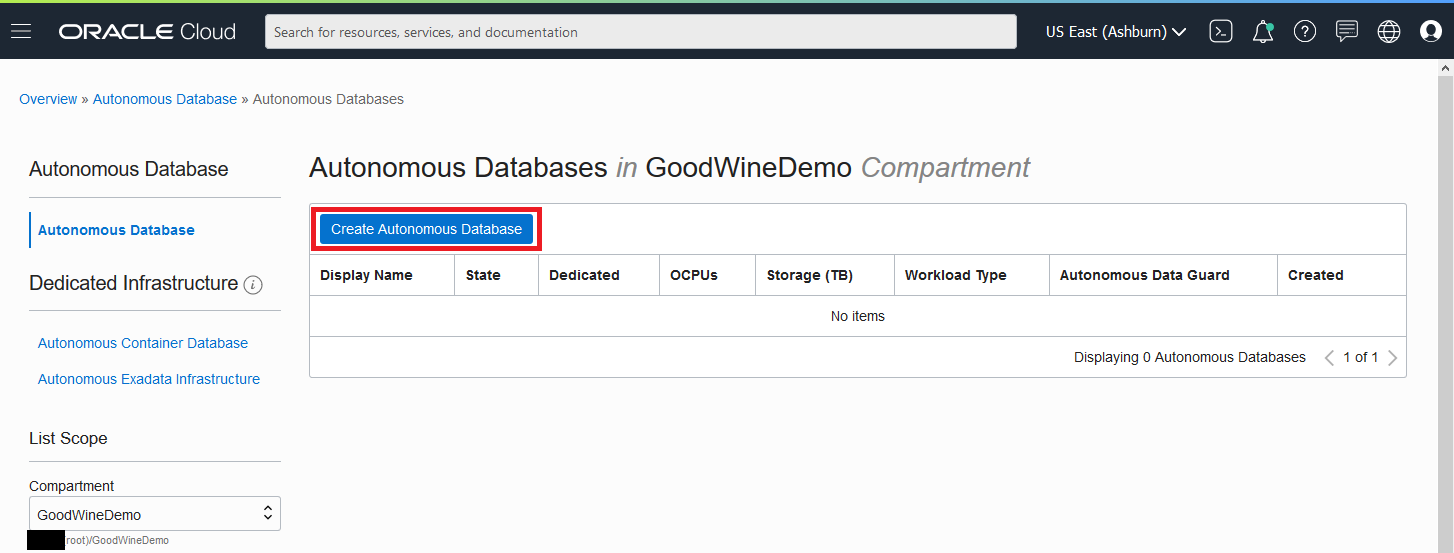 ORACLE Cloud
Search for resources, services, and documentation
US East (Ashburn)
Overview » Autonomous Database » Autonomous Databases
Autonomous Database
Autonomous Database
Dedicated Infrastructure
Autonomous Container Database
Autonomous Exadata Infrastructure
List Scope
Compartment
GoodWineDemo
root)/GoodWineDemo
Autonomous Databases in GoodWineDemo Compartment
Create Autonomous Database
Display Name State Dedicated OCPUs Storage (TB) Workload Type Autonomous Data Guard Created
No items
Displaying 0 Autonomous Databases 1 of 1